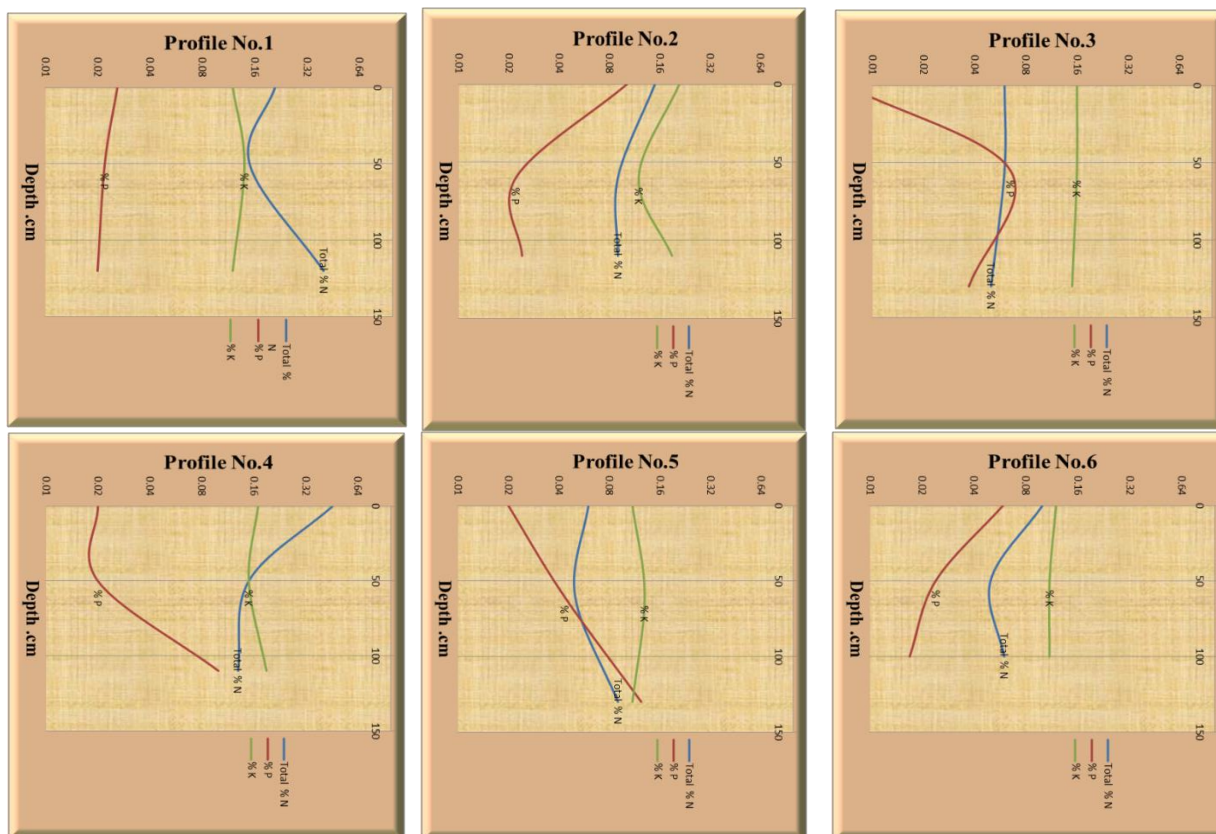 Profile No.1
0.01 0.02 0.04 0.08 0.16 0.32 0.64
0
50
100
150
% P
% K
Total % N
Depth .cm
Total %
N
% P
% K
Profile No.2
0.01 0.02 0.04 0.08 0.16 0.32 0.64
0
50
100
150
% P
% K
Total % N
Depth .cm
Total % N
% P
% K
Profile No.3
0.01 0.02 0.04 0.08 0.16 0.32 0.64
0
50
100
150
% P
% K
Total % N
Depth .cm
Total % N
% P
% K
Profile No.4
0.01 0.02 0.04 0.08 0.16 0.32 0.64
0
50
100
150
% P
% K
Total % N
Depth .cm
Total % N
% P
% K
Profile No.5
0.01 0.02 0.04 0.08 0.16 0.32 0.64
0
50
100
150
% P
% K
Total % N
Depth .cm
Total % N
% P
% K
Profile No.6
0.01 0.02 0.04 0.08 0.16 0.32 0.64
0
50
100
150
% P
% K
Total % N
Depth .cm
Total % N
% P
% K